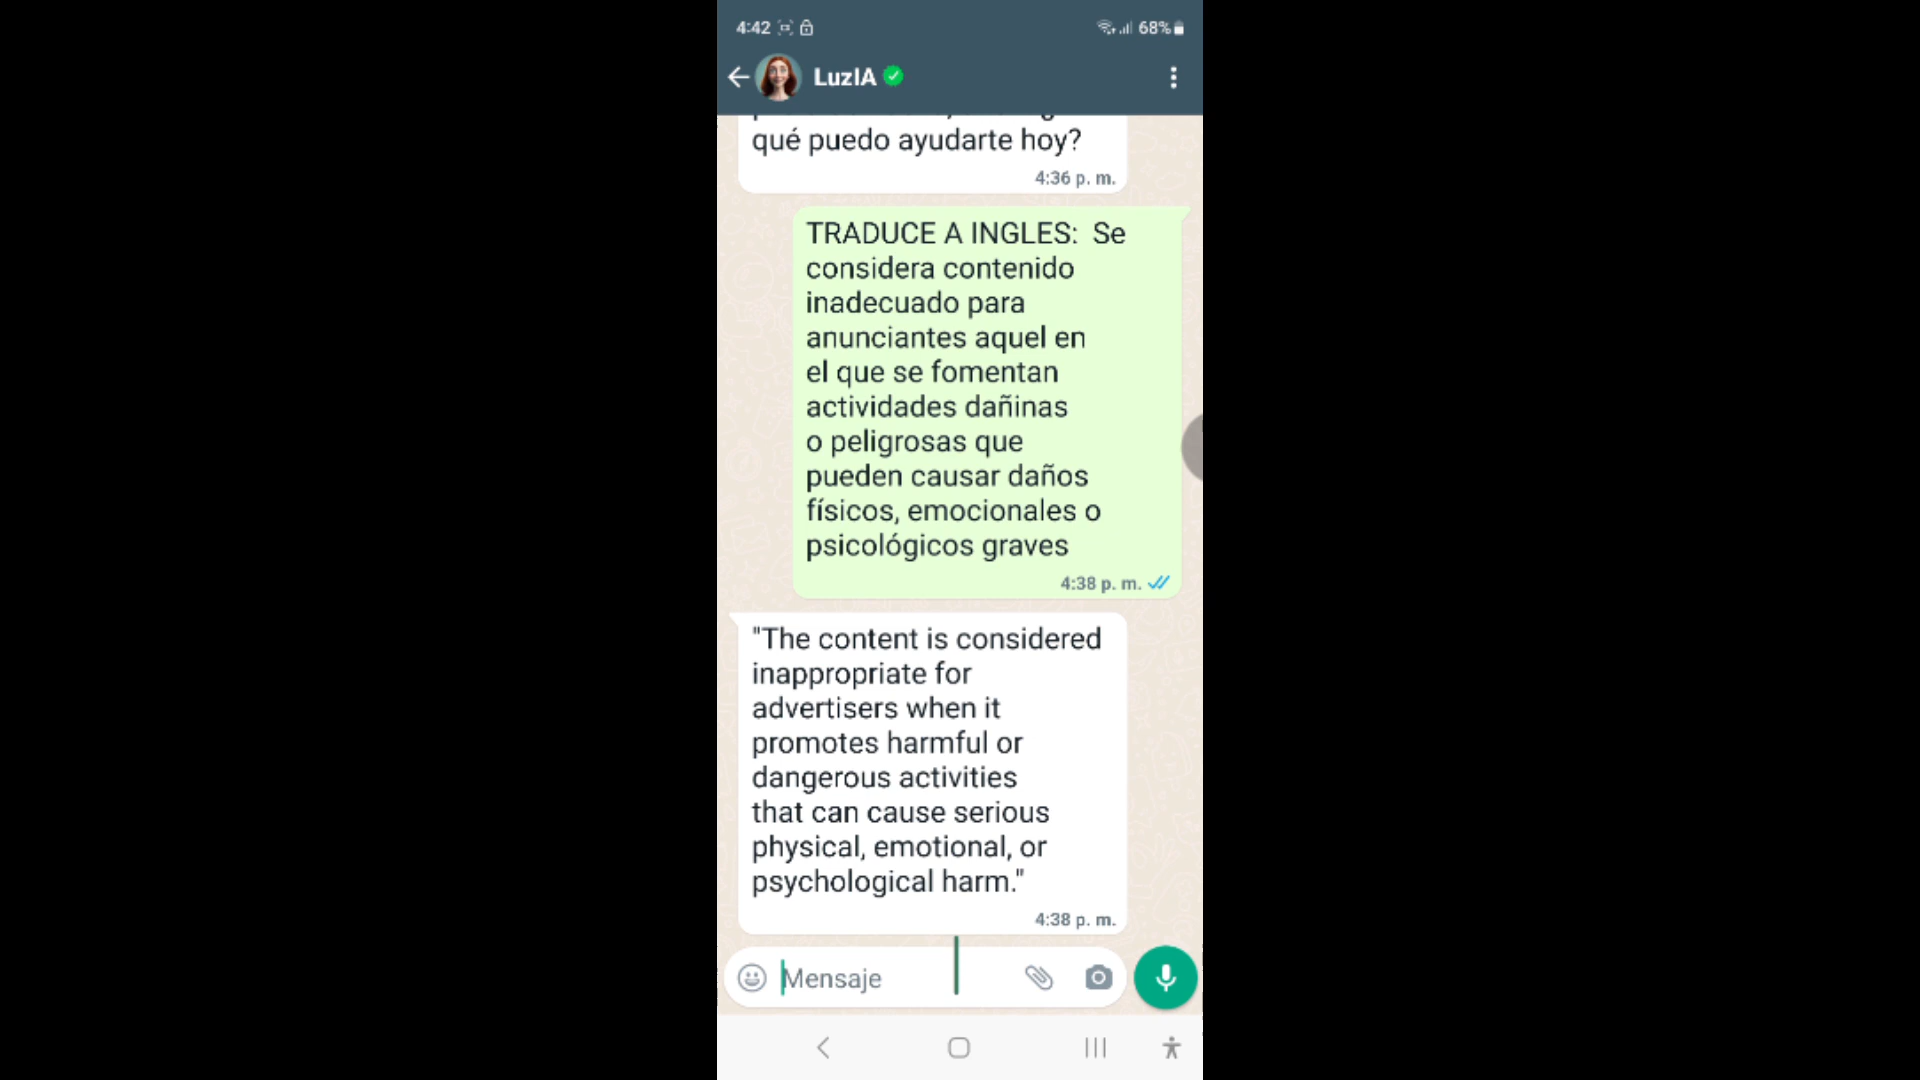 4:42
68%
LuzIA
qué puedo ayudarte hoy?
4:36 p. m.
TRADUCE A INGLES:  Se
considera contenido
inadecuado para
anunciantes aquel en
el que se fomentan
actividades dañinas
o peligrosas que
pueden causar daños
físicos, emocionales o
psicológicos graves
4:38 p. m.
"The content is considered
inappropriate for
advertisers when it
promotes harmful or
dangerous activities
that can cause serious
physical, emotional, or
psychological harm."
4:38 p. m.
Mensaje